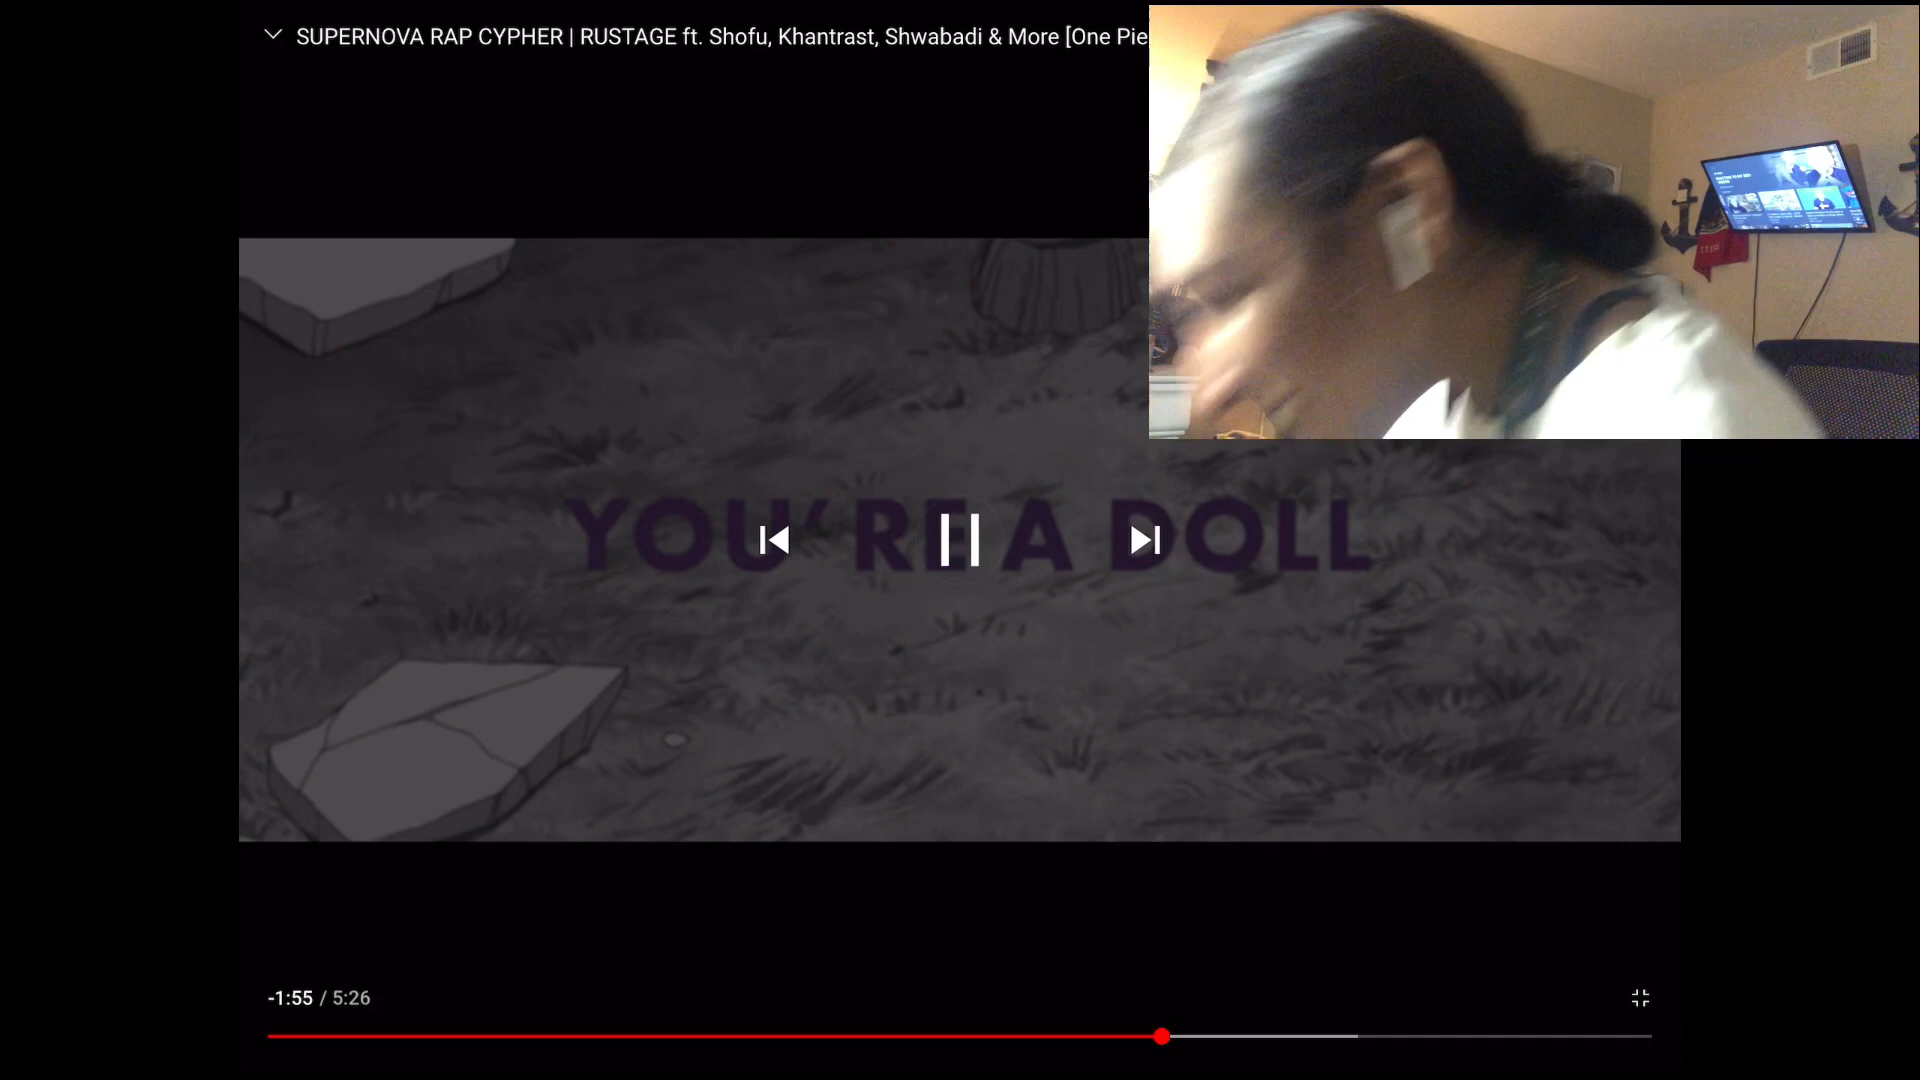 SUPERNOVA RAP CYPHER | RUSTAGE ft. Shofu, Khantrast, Shwabadi & More [One Pie
YOU'RE A DOLL
-1:55 / 5:26